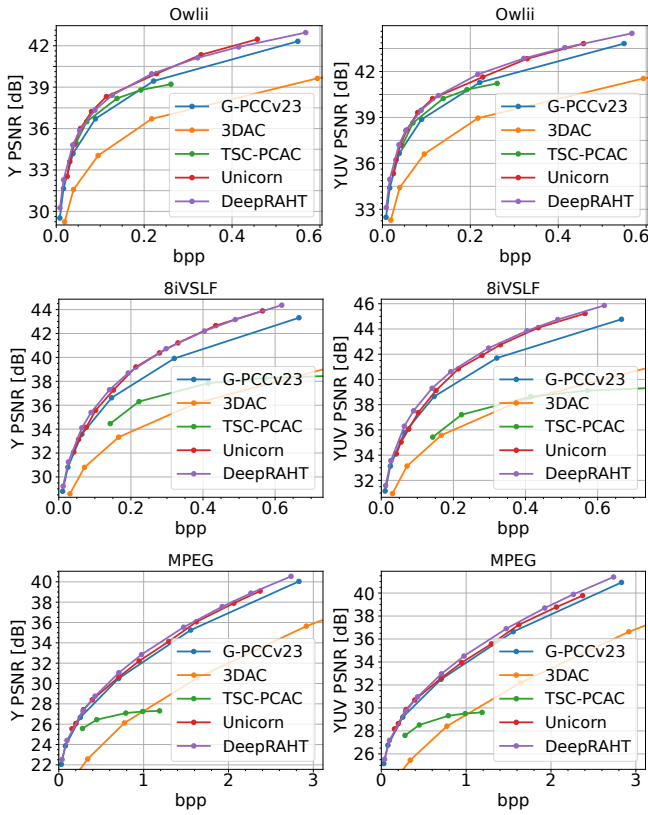 Owlii
Y PSNR [dB]
42
39
36
33
30
0.0
0.2
0.4
0.6
bpp
G-PCCv23
3DAC
TSC-PCAC
Unicorn
DeepRAHT
Owlii
YUV PSNR [dB]
42
39
36
33
0.0
0.2
0.4
0.6
bpp
G-PCCv23
3DAC
TSC-PCAC
Unicorn
DeepRAHT
8iVSLF
Y PSNR [dB]
44
42
40
38
36
34
32
30
0.0
0.2
0.4
0.6
bpp
G-PCCv23
3DAC
TSC-PCAC
Unicorn
DeepRAHT
8iVSLF
YUV PSNR [dB]
46
44
42
40
38
36
34
32
0.0
0.2
0.4
0.6
bpp
G-PCCv23
3DAC
TSC-PCAC
Unicorn
DeepRAHT
MPEG
Y PSNR [dB]
40
38
36
34
32
30
28
26
24
22
0
1
2
3
bpp
G-PCCv23
3DAC
TSC-PCAC
Unicorn
DeepRAHT
MPEG
YUV PSNR [dB]
40
38
36
34
32
30
28
26
0
1
2
3
bpp
G-PCCv23
3DAC
TSC-PCAC
Unicorn
DeepRAHT